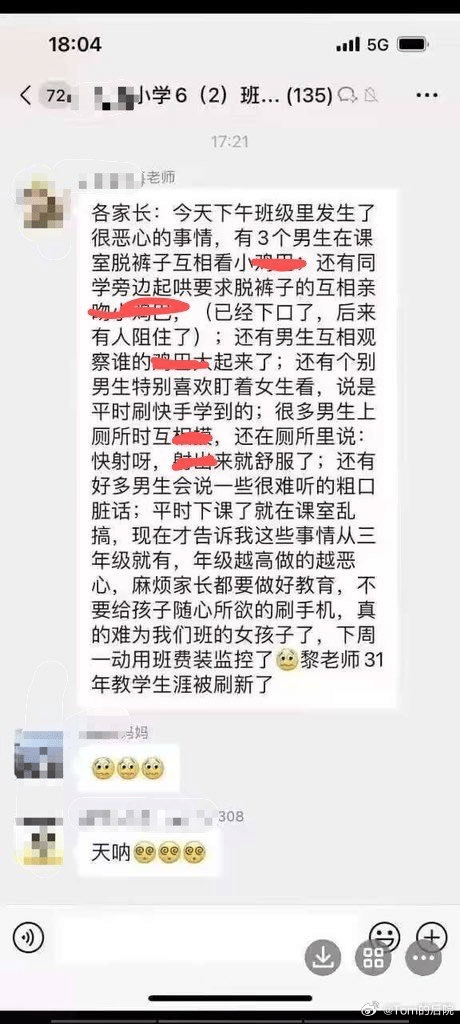 18:04
5G
72
小学6（2）班... (135)
17:21
老师
各家长：今天下午班级里发生了
很恶心的事情，有3个男生在课
室脱裤子互相看小
还有同
学旁边起哄要求脱裤子的互相亲
（已经下口了，后来
有人阻住了）；还有男生互相观
察谁的
起来了；还有个别
男生特别喜欢盯着女生看，说是
平时刷快手学到的；很多男生上
厕所时互
，还在厕所里说：
快射呀，
来就舒服了；还有
好多男生会说一些很难听的粗口
脏话；平时下课了就在课室乱
搞，现在才告诉我这些事情从三
年级就有，年级越高做的越恶
心，麻烦家长都要做好教育，不
要给孩子随心所欲的刷手机，真
的难为我们班的女孩子了，下周
一动用班费装监控了😖黎老师31
年教学生涯被刷新了
妈妈
308
天呐
@Tom的后院